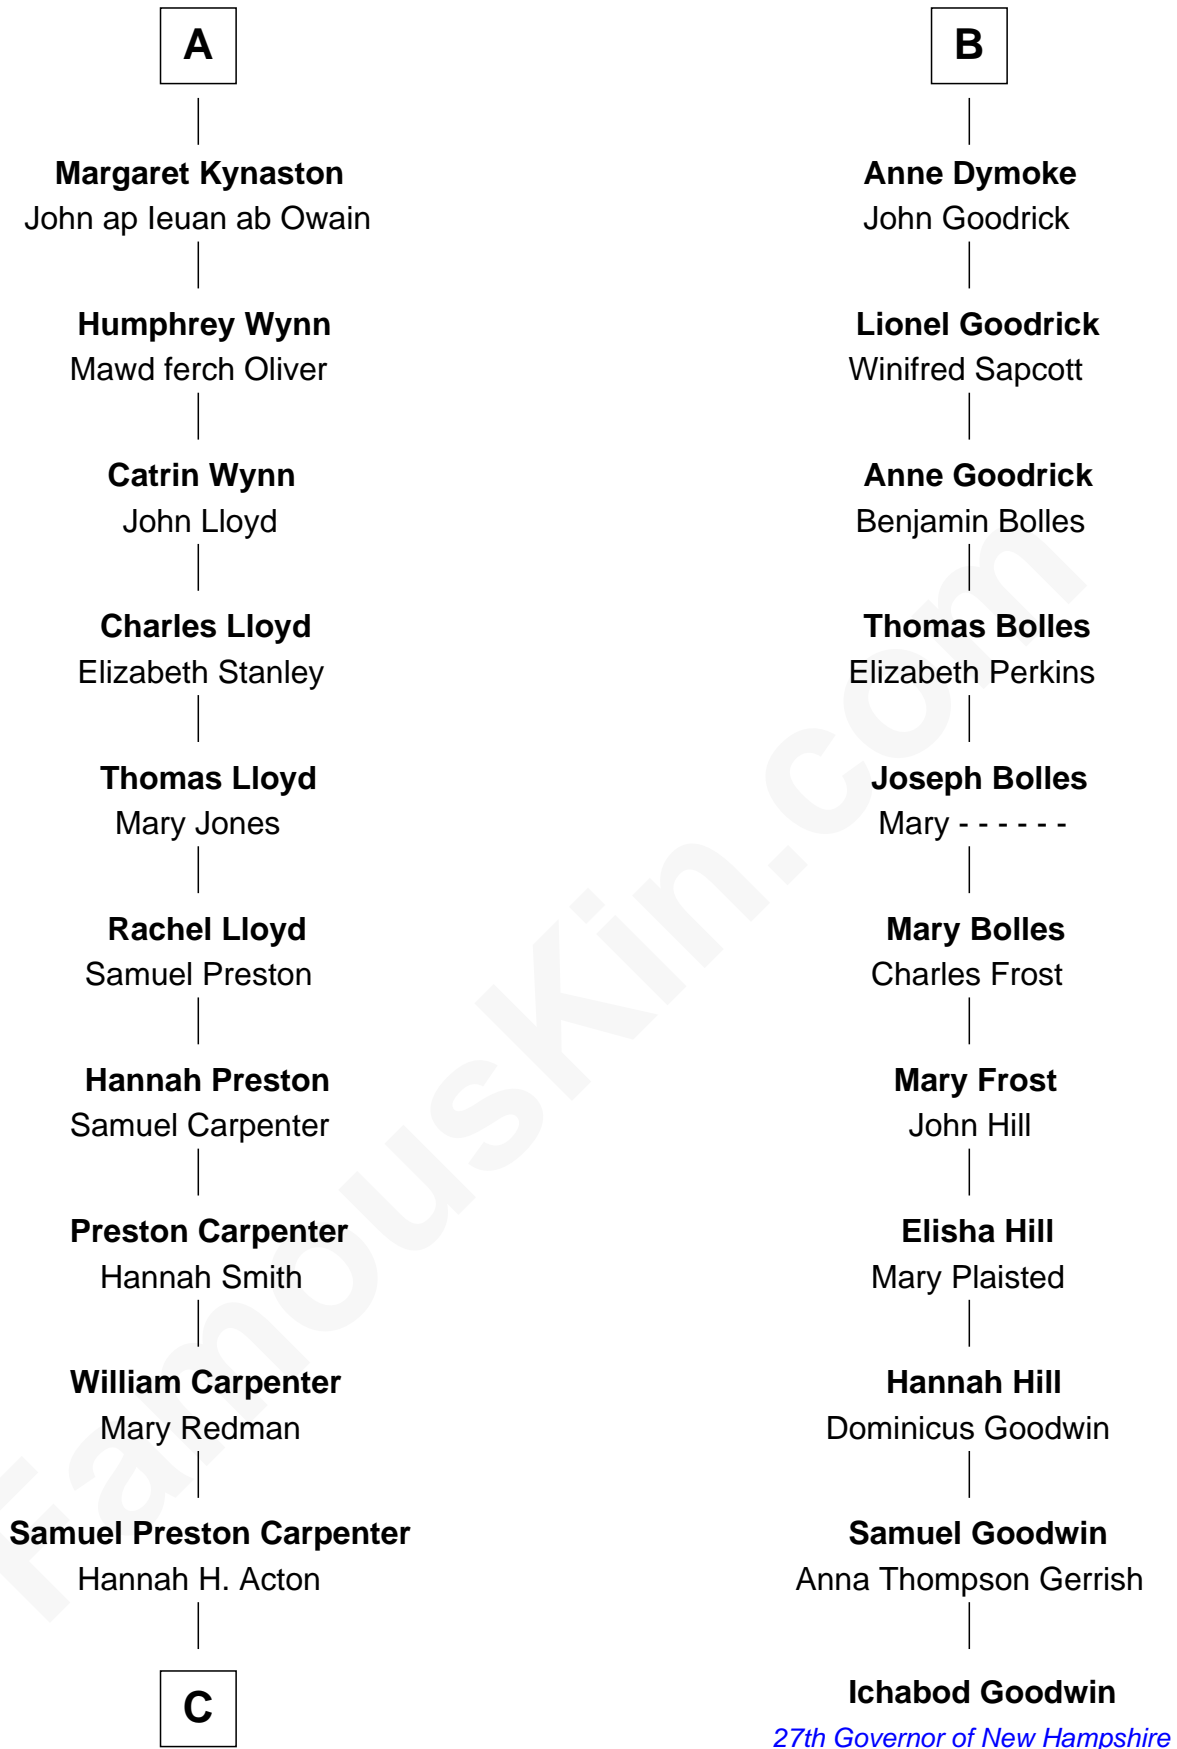 A
Margaret Kynaston
John ap Ieuan ab Owain
Humphrey Wynn
Mawd ferch Oliver
Catrin Wynn
John Lloyd
Charles Lloyd
Elizabeth Stanley
Thomas Lloyd
Mary Jones
Rachel Lloyd
Samuel Preston
Hannah Preston
Samuel Carpenter
Preston Carpenter
Hannah Smith
William Carpenter
Mary Redman
Samuel Preston Carpenter
Hannah H. Acton
C
B
Anne Dymoke
John Goodrick
Lionel Goodrick
Winifred Sapcott
Anne Goodrick
Benjamin Bolles
Thomas Bolles
Elizabeth Perkins
Joseph Bolles
Mary - - - - - -
Mary Bolles
Charles Frost
Mary Frost
John Hill
Elisha Hill
Mary Plaisted
Hannah Hill
Dominicus Goodwin
Samuel Goodwin
Anna Thompson Gerrish
Ichabod Goodwin
27th Governor of New Hampshire
FamousKin.com